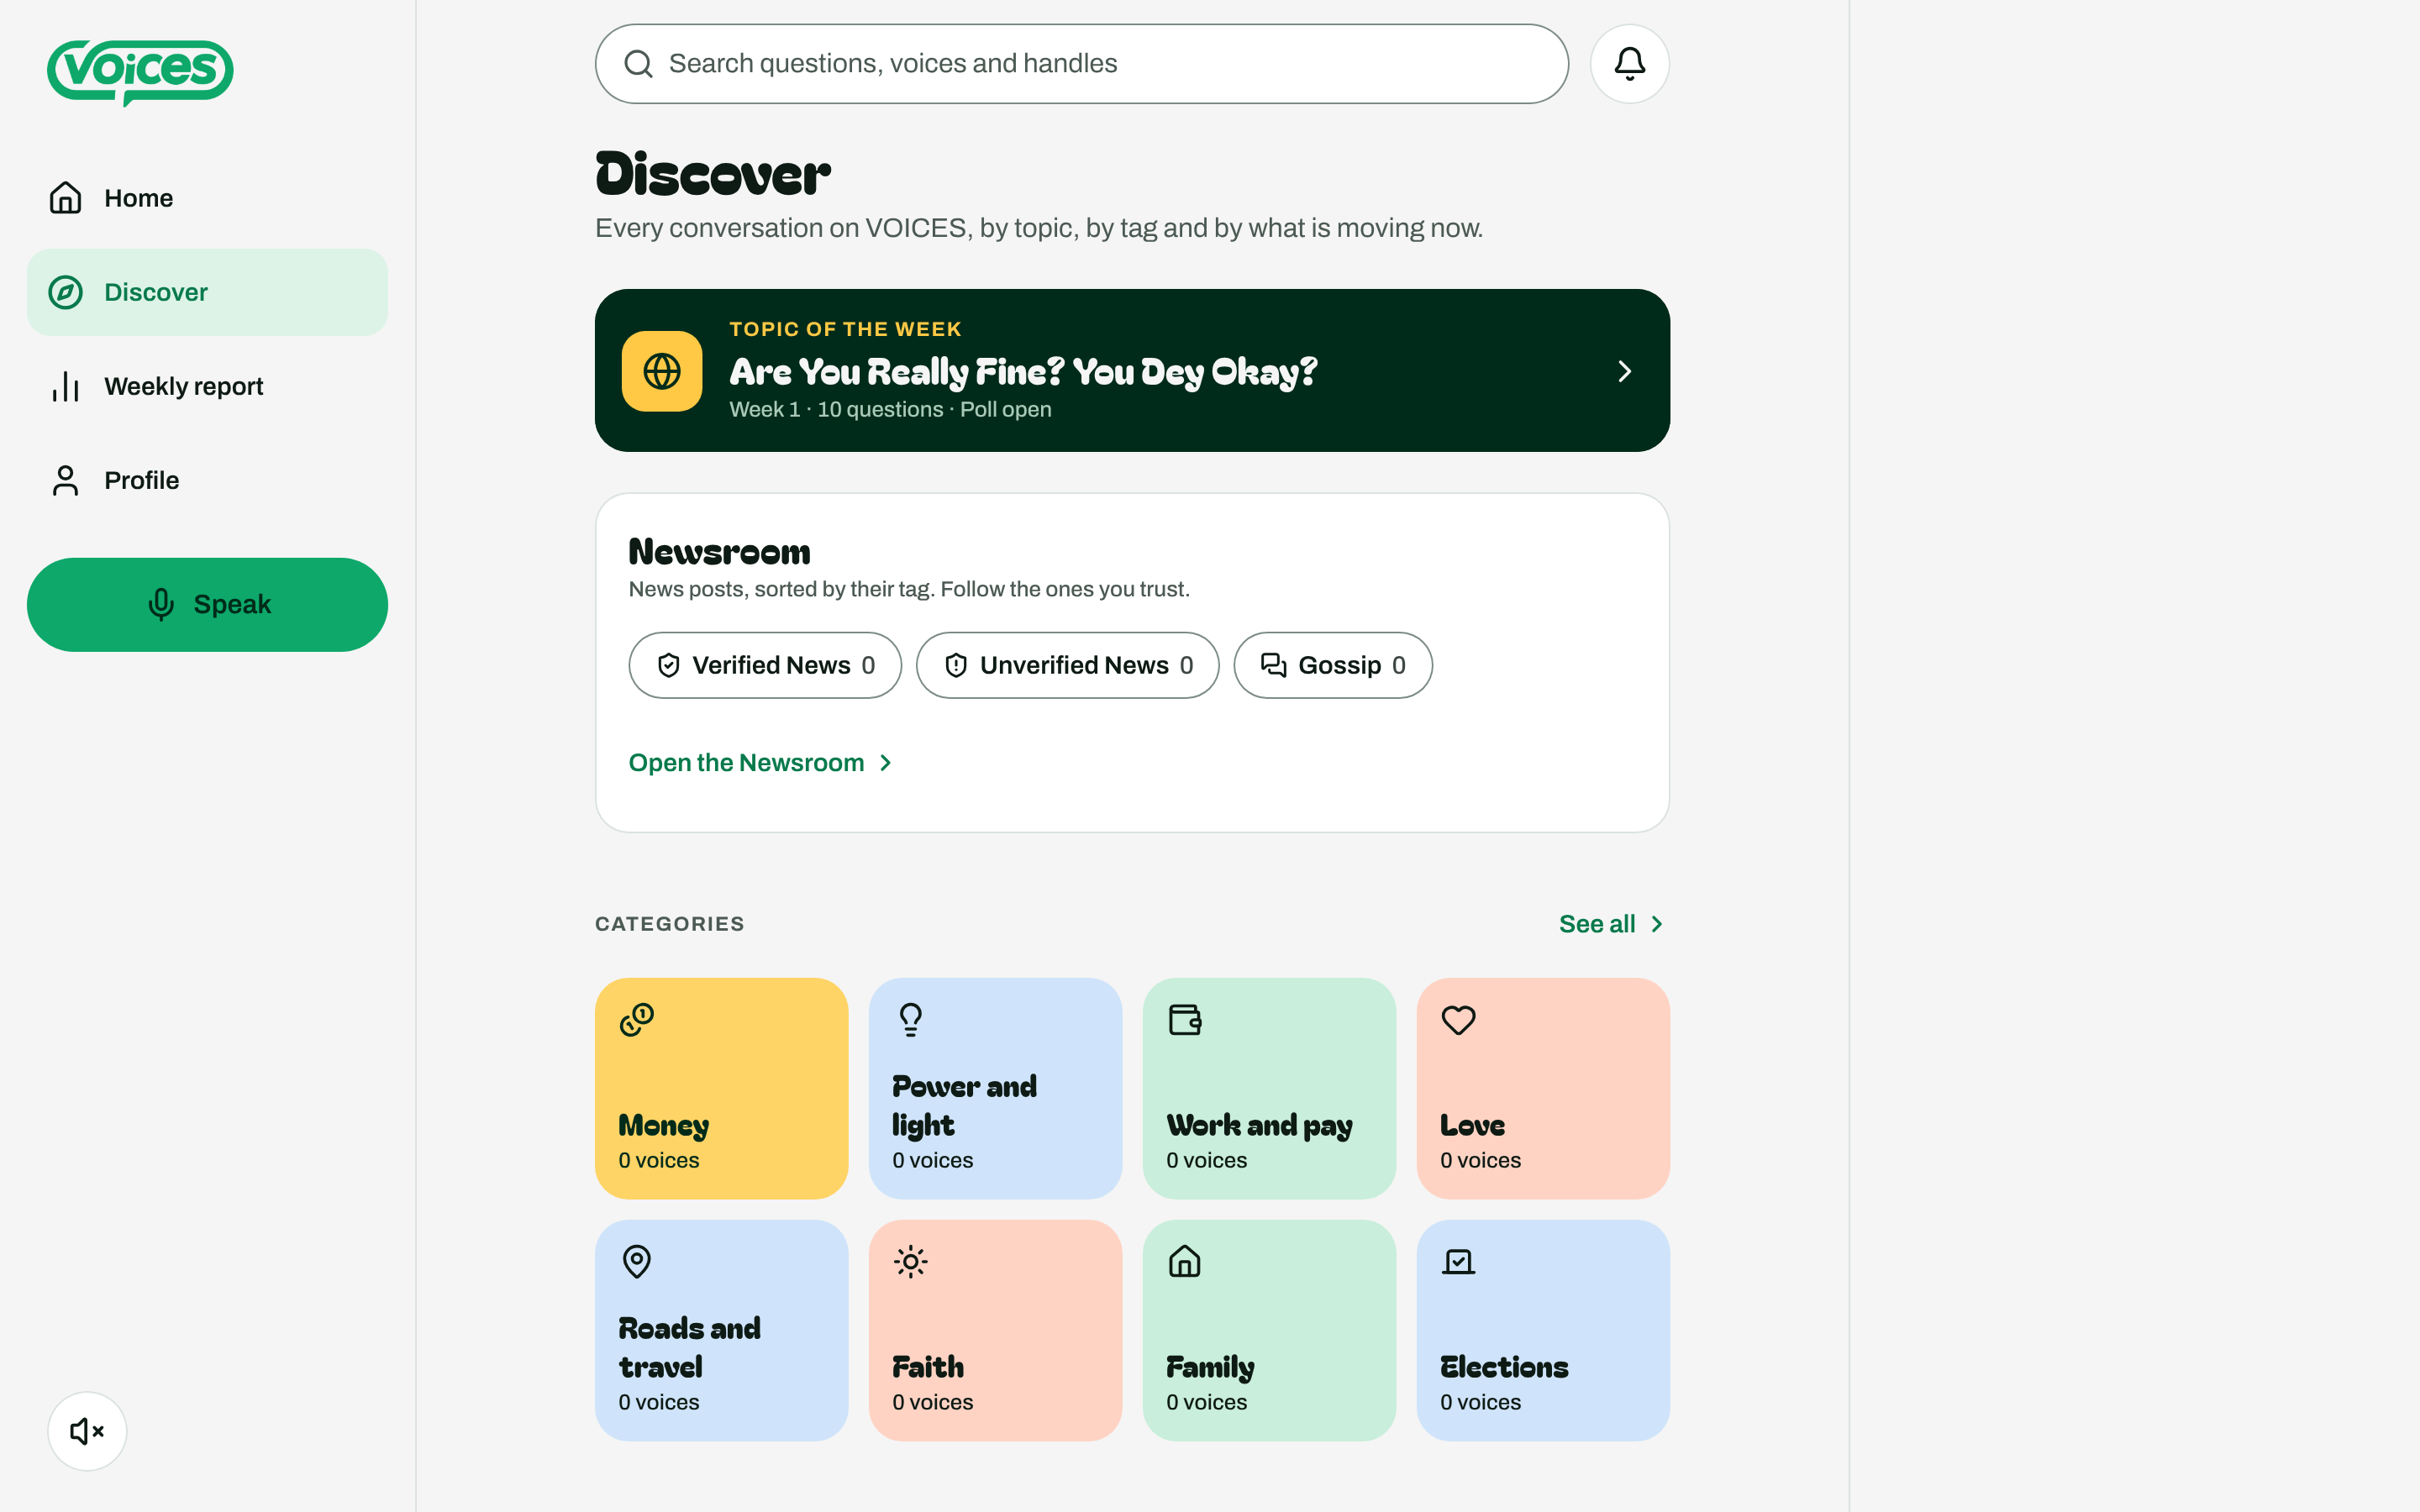 voices
Home
Discover
Weekly report
Profile
Speak
Search questions, voices and handles
Discover
Every conversation on VOICES, by topic, by tag and by what is moving now.
TOPIC OF THE WEEK
Are You Really Fine? You Dey Okay?
Week 1 · 10 questions · Poll open
Newsroom
News posts, sorted by their tag. Follow the ones you trust.
Verified News 0 Unverified News 0 Gossip 0
Open the Newsroom
CATEGORIES See all
Money
0 voices
Power and
light
0 voices
Work and pay
0 voices
Love
0 voices
Roads and
travel
0 voices
Faith
0 voices
Family
0 voices
Elections
0 voices